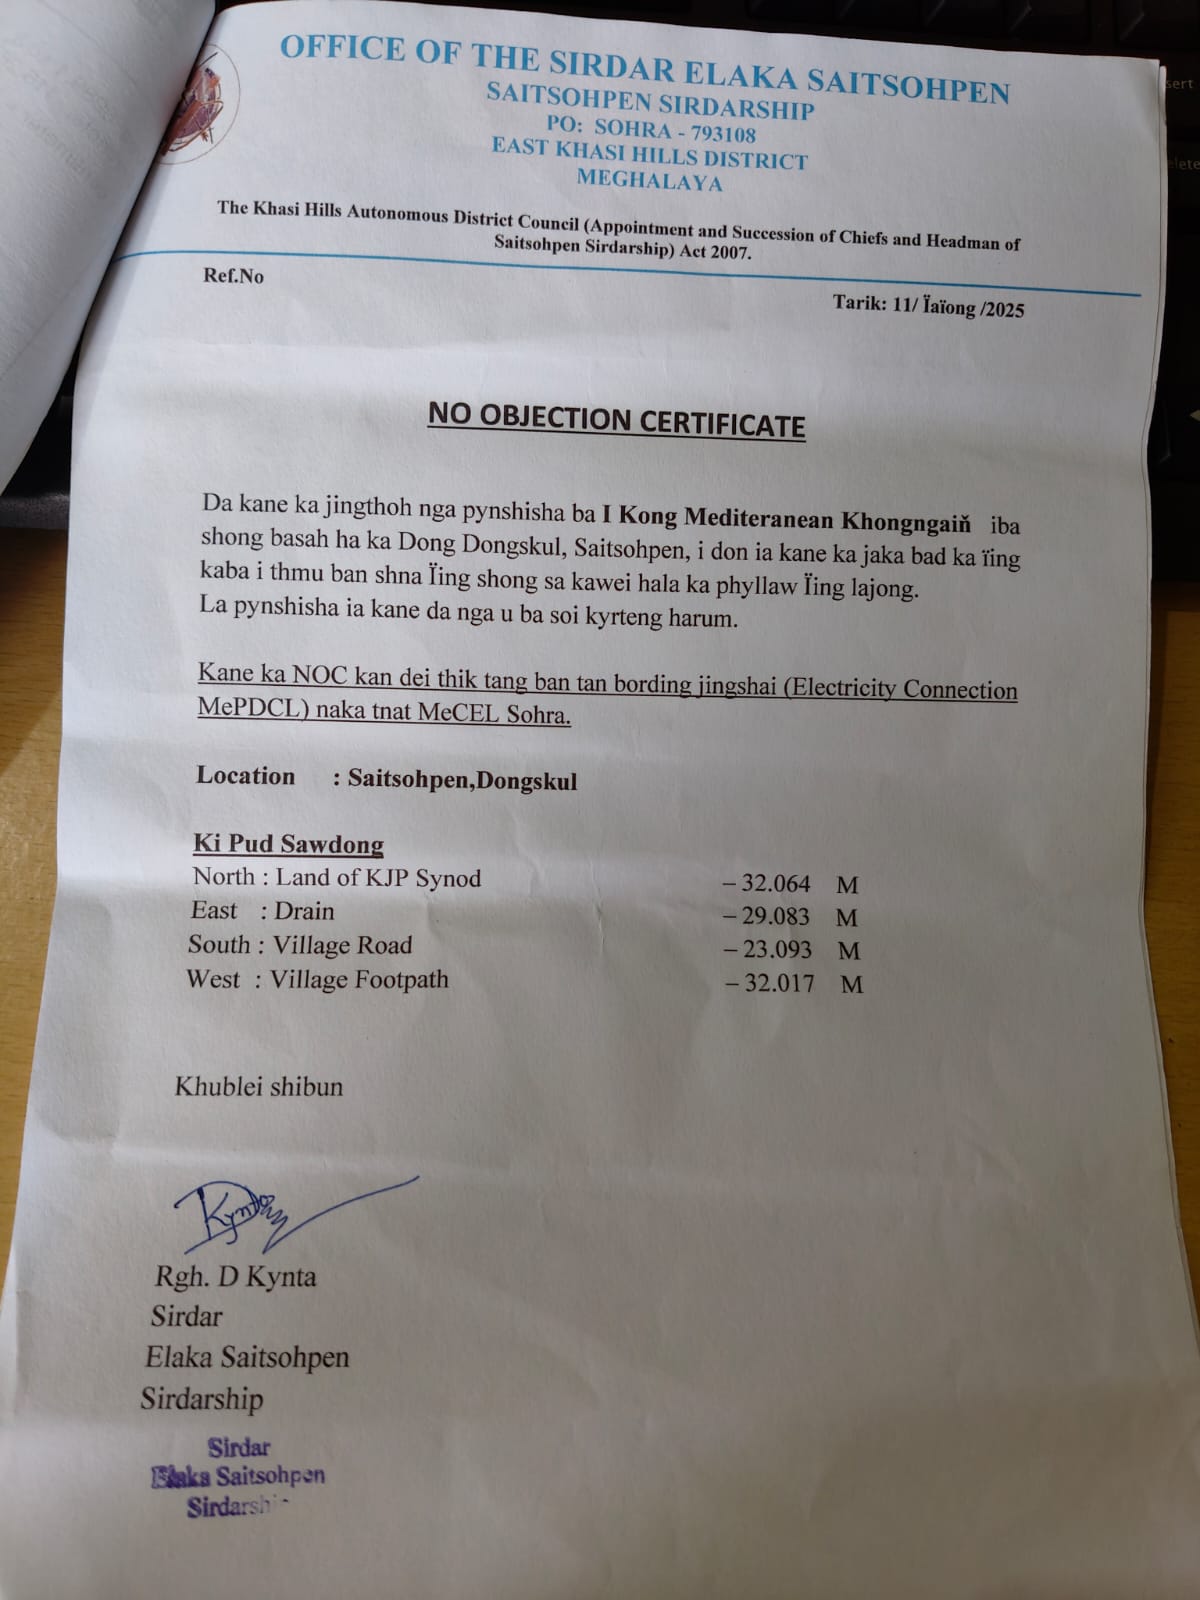 OFFICE OF THE SIRDAR ELAKA SAITSOHPEN
SAITSOHPEN SIRDARSHIP
PO: SOHRA - 793108
EAST KHASI HILLS DISTRICT
MEGHALAYA
The Khasi Hills Autonomous District Council (Appointment and Succession of Chiefs and Headman of
Saitsohpen Sirdarship) Act 2007.
Ref.No
Tarik: 11/ Ïaïong /2025
NO OBJECTION CERTIFICATE
Da kane ka jingthoh nga pynshisha ba I Kong Mediteranean Khongngaiň iba
shong basah ha ka Dong Dongskul, Saitsohpen, i don ia kane ka jaka bad ka ïing
kaba i thmu ban shna Ïing shong sa kawei hala ka phyllaw Ïing lajong.
La pynshisha ia kane da nga u ba soi kyrteng harum.
Kane ka NOC kan dei thik tang ban tan bording jingshai (Electricity Connection
MePDCL) naka tnat MeCEL Sohra.
Location : Saitsohpen,Dongskul
Ki Pud Sawdong
North : Land of KJP Synod – 32.064 M
East : Drain – 29.083 M
South : Village Road – 23.093 M
West : Village Footpath – 32.017 M
Khublei shibun
Rgh. D Kynta
Sirdar
Elaka Saitsohpen
Sirdarship
Sirdar
Elaka Saitsohpen